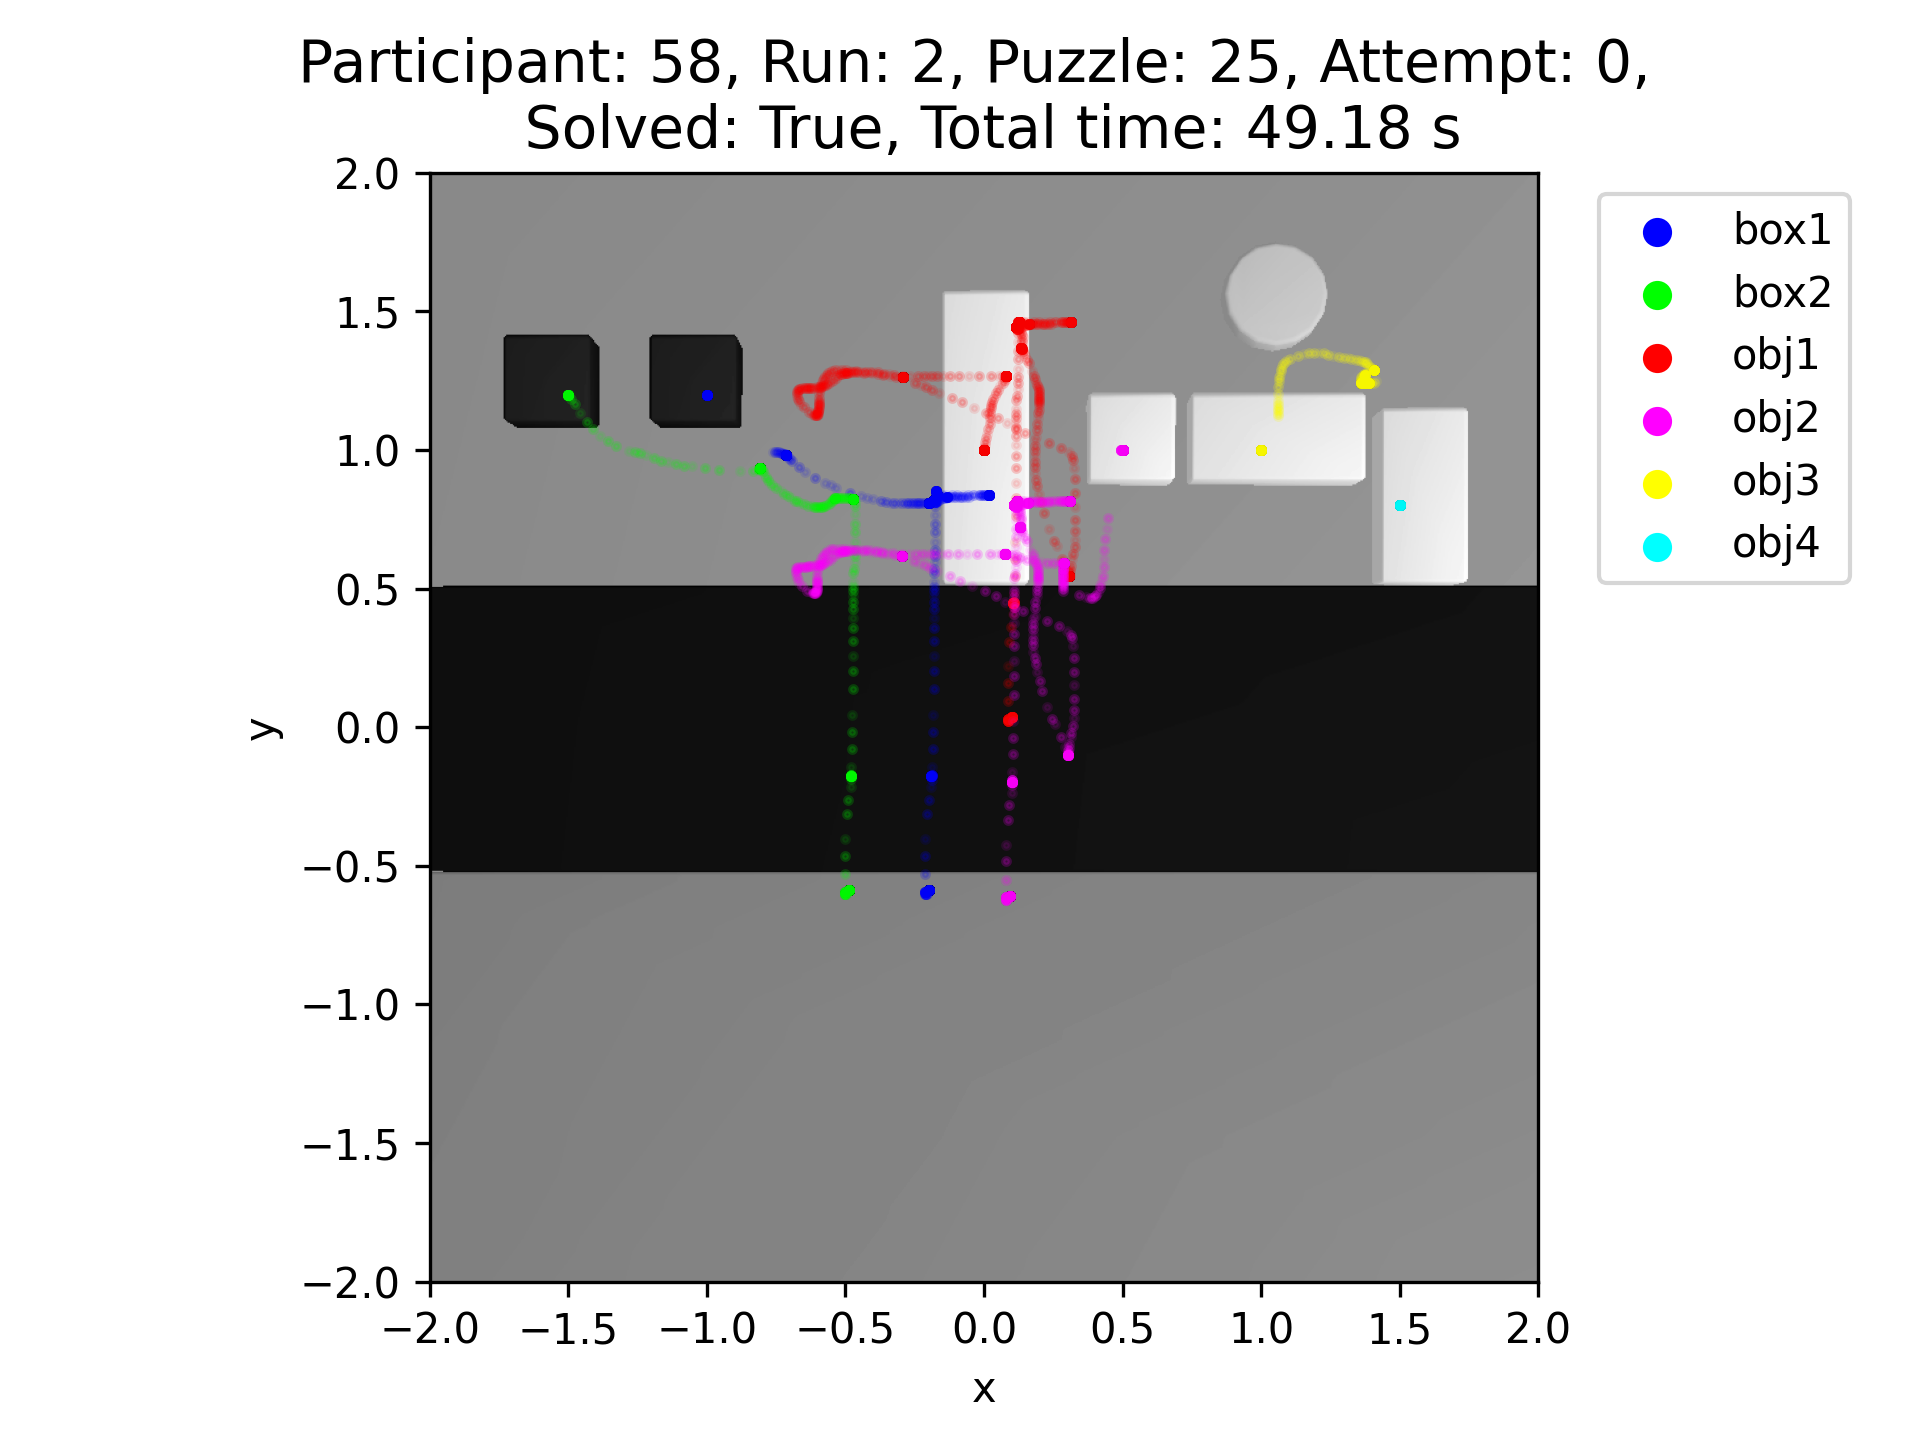 Participant: 58, Run: 2, Puzzle: 25, Attempt: 0,
Solved: True, Total time: 49.18 s
2.0
1.5
1.0
0.5
0.0
−0.5
−1.0
−1.5
−2.0
y
−2.0 −1.5 −1.0 −0.5 0.0 0.5 1.0 1.5 2.0
x
box1
box2
obj1
obj2
obj3
obj4